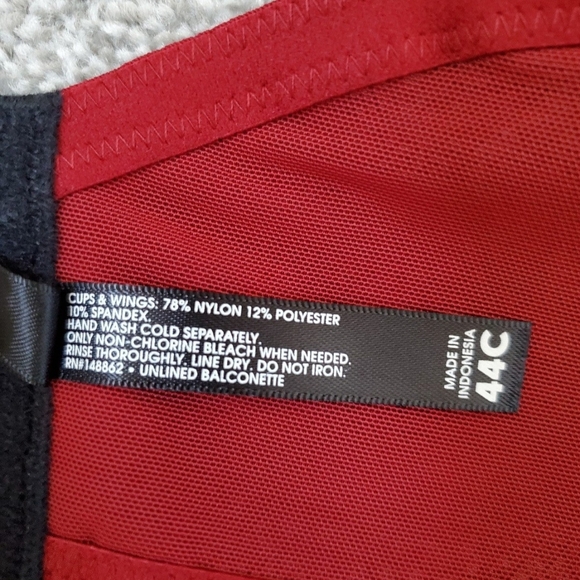 CUPS & WINGS: 78% NYLON 12% POLYESTER
10% SPANDEX.
HAND WASH COLD SEPARATELY.
ONLY NON-CHLORINE BLEACH WHEN NEEDED.
RINSE THOROUGHLY. LINE DRY. DO NOT IRON.
RN#148862 • UNLINED BALCONETTE
MADE IN
INDONESIA
44C